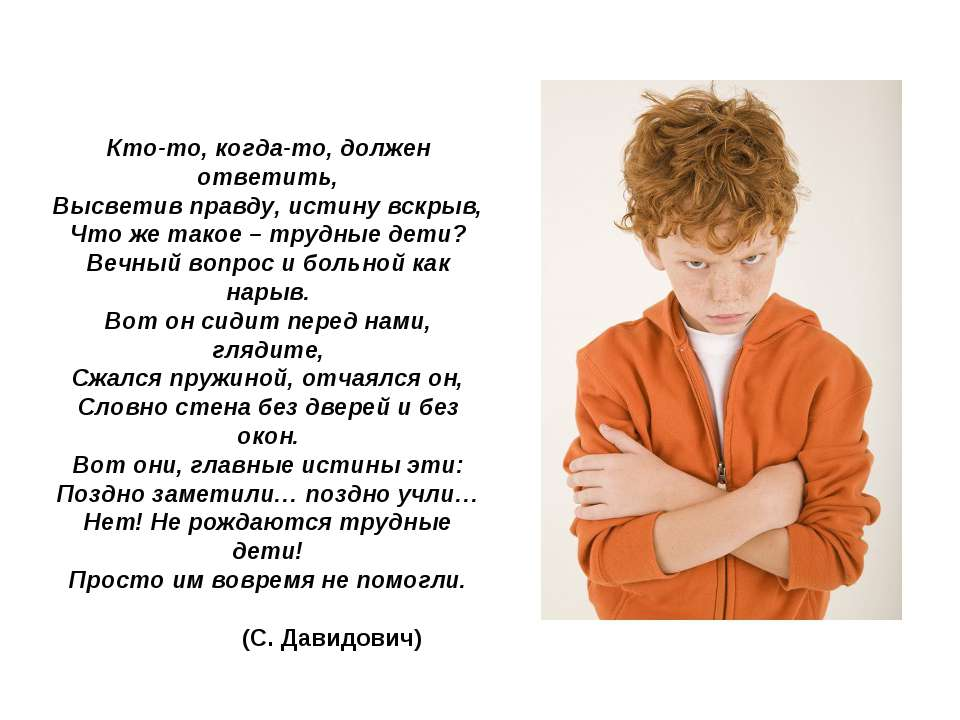 Кто-то, когда-то, должен
ответить,
Высветив правду, истину вскрыв,
Что же такое – трудные дети?
Вечный вопрос и больной как
нарыв.
Вот он сидит перед нами,
глядите,
Сжался пружиной, отчаялся он,
Словно стена без дверей и без
окон.
Вот они, главные истины эти:
Поздно заметили… поздно учли…
Нет! Не рождаются трудные
дети!
Просто им вовремя не помогли.
(С. Давидович)